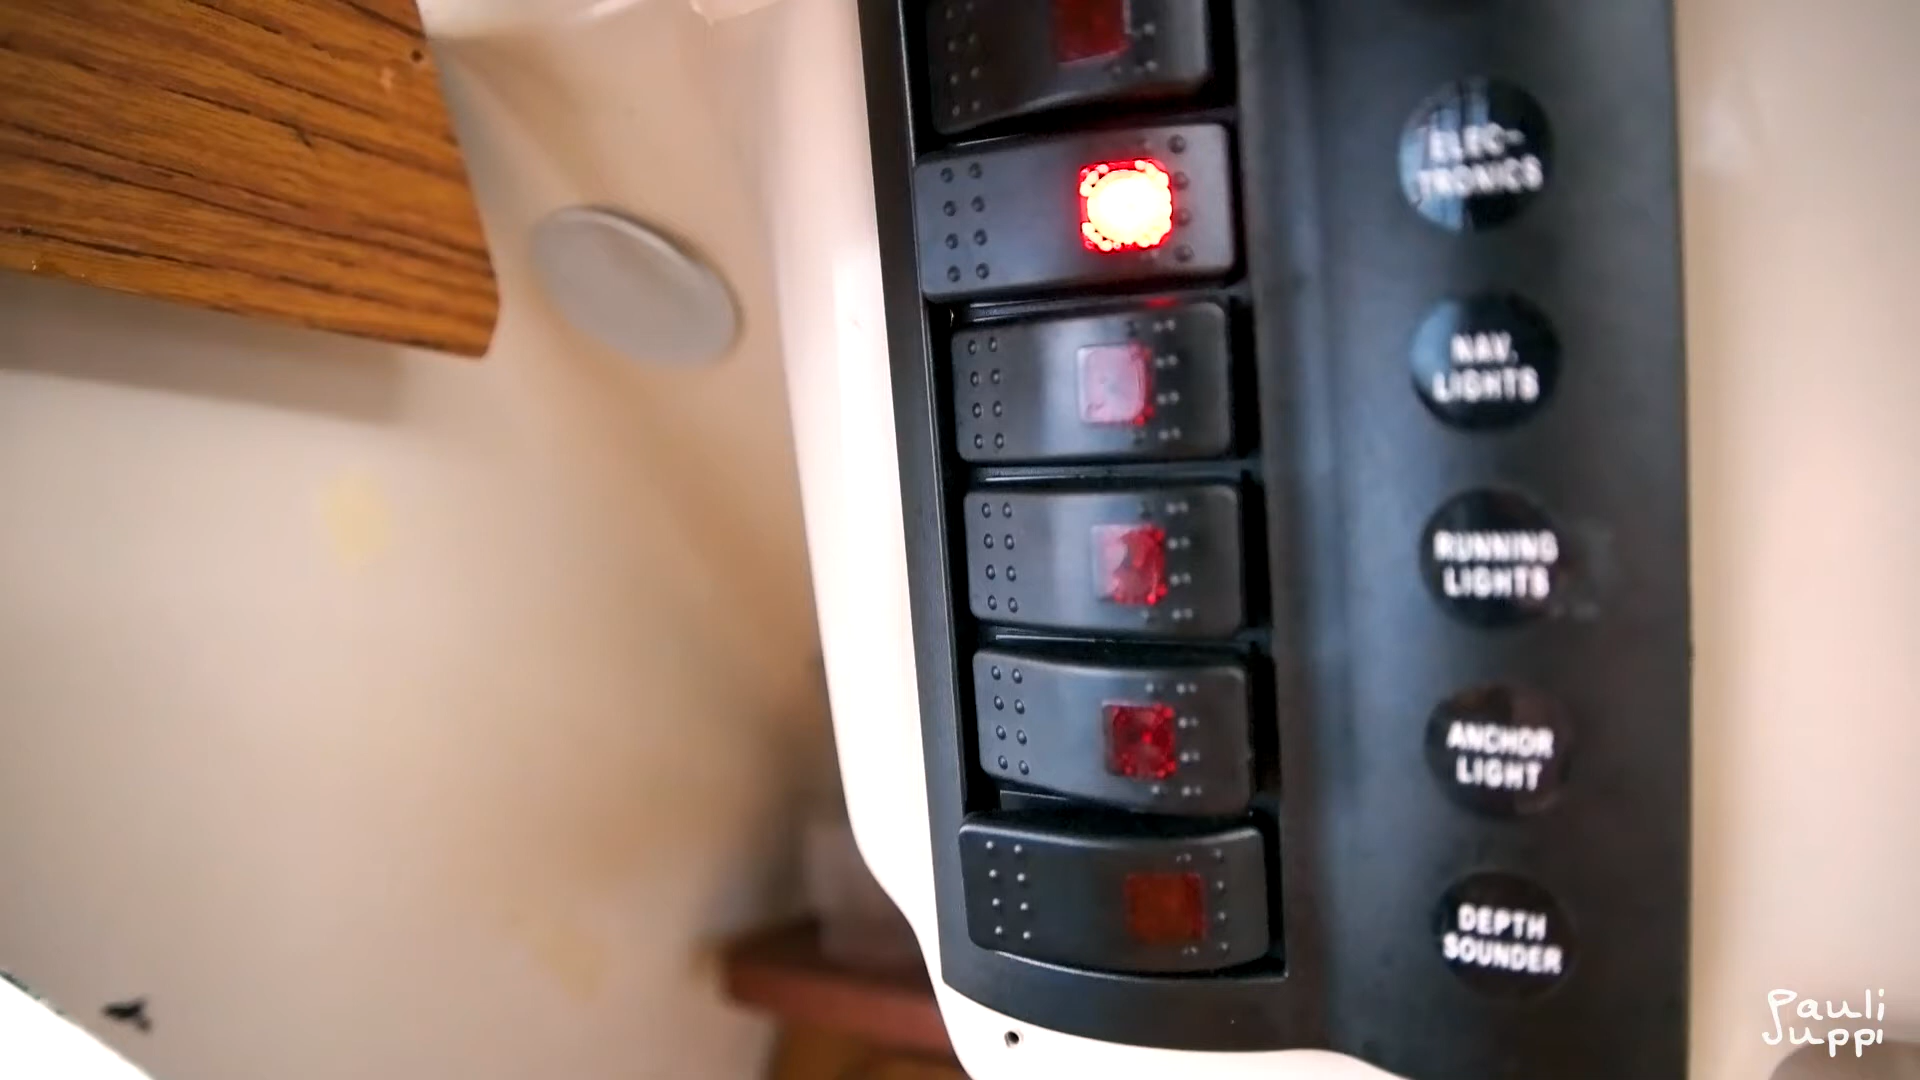 ELEC-
TRONICS
NAV.
LIGHTS
RUNNING
LIGHTS
ANCHOR
LIGHT
DEPTH
SOUNDER
Pauli
Juppi